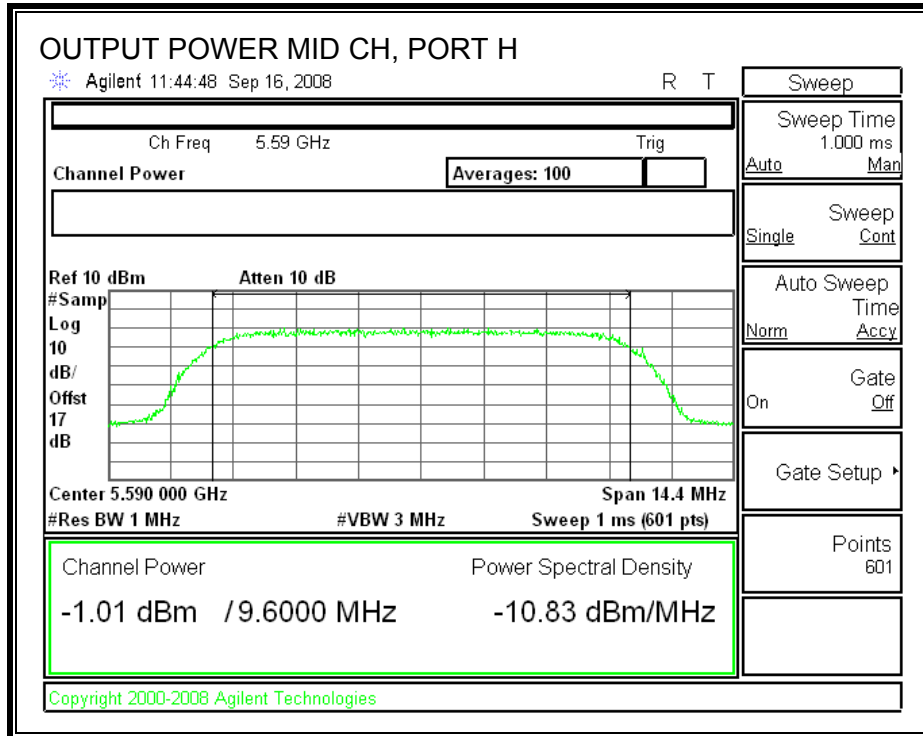 OUTPUT POWER MID CH, PORT H
Agilent 11:44:48 Sep 16, 2008 R T
Ch Freq 5.59 GHz Trig
Channel Power Averages: 100
Ref 10 dBm Atten 10 dB
#Samp
Log
10
dB/
Offst
17
dB
Center 5.590 000 GHz Span 14.4 MHz
#Res BW 1 MHz #VBW 3 MHz Sweep 1 ms (601 pts)
Channel Power Power Spectral Density
-1.01 dBm /9.6000 MHz -10.83 dBm/MHz
Copyright 2000-2008 Agilent Technologies
Sweep
Sweep Time
1.000 ms
Auto Man
Sweep
Single Cont
Auto Sweep
Time
Norm Accy
Gate
On Off
Gate Setup
Points
601